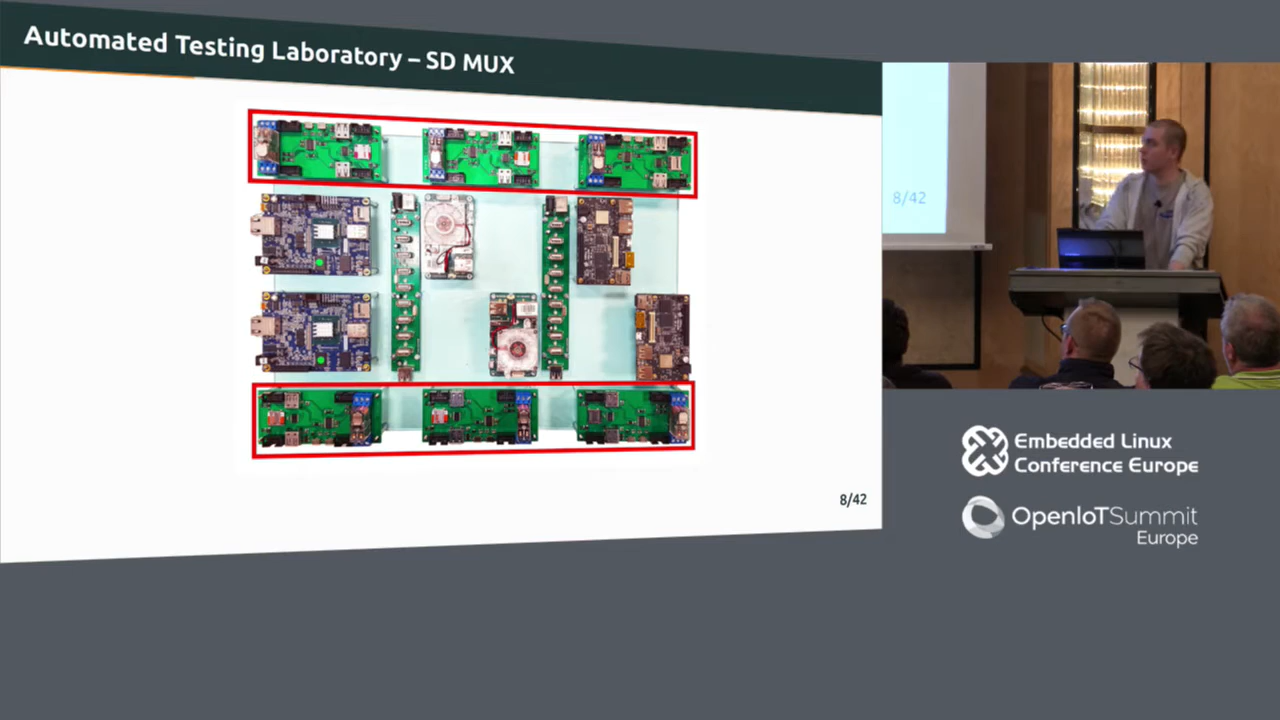 Automated Testing Laboratory – SD MUX
8/42
8/42
Embedded Linux
Conference Europe
OpenIoTSummit
Europe